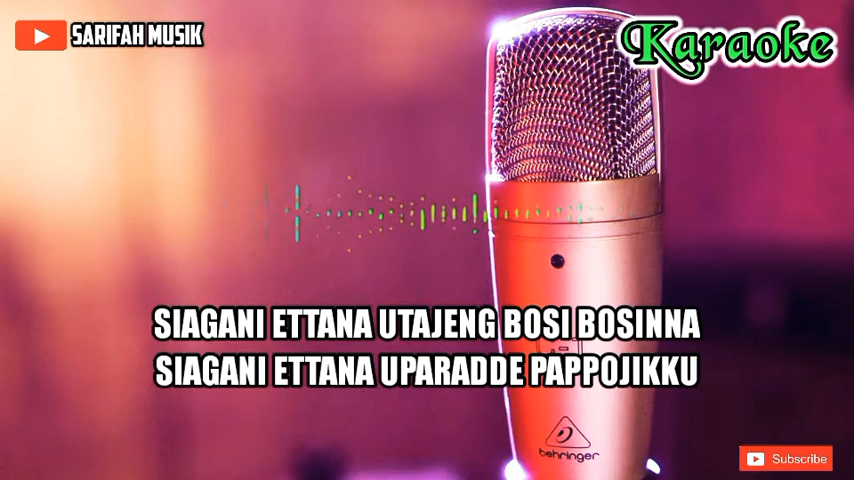 SARIFAH MUSIK
Karaoke
SIAGANI ETTANA UTAJENG BOSI BOSINNA
SIAGANI ETTANA UPARADDE PAPPOJIKKU
behringer
Subscribe